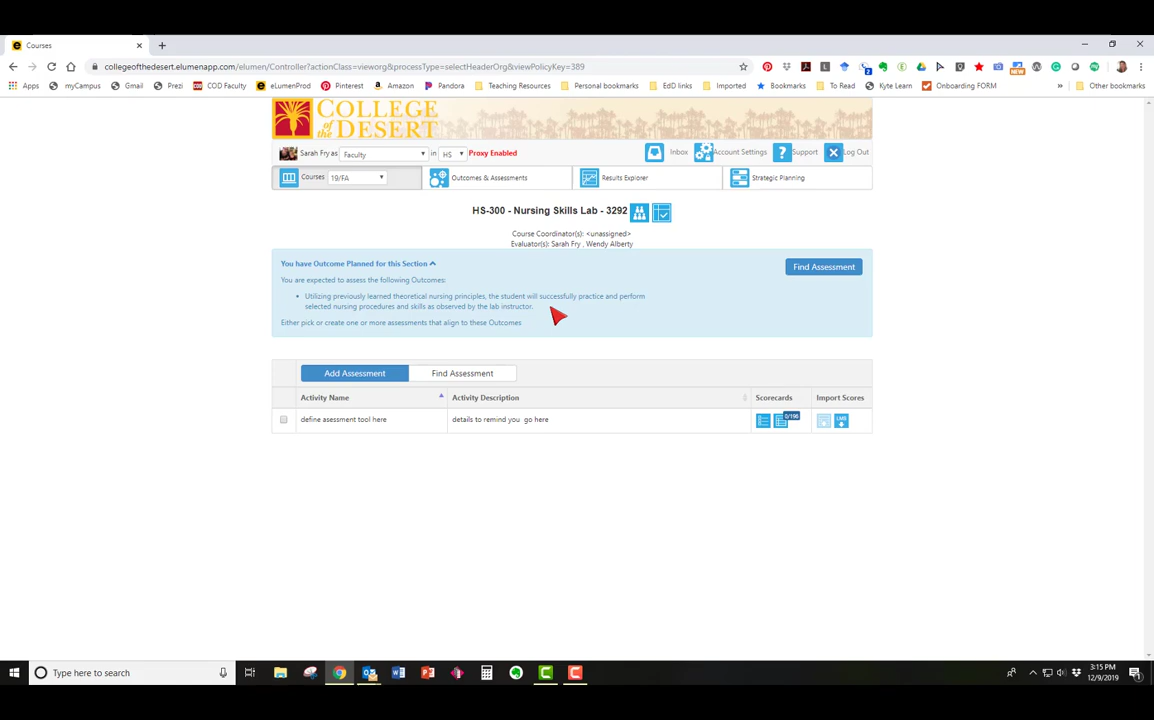 Courses
collegeofthedesert.elumenapp.com/elumen/Controller?actionClass=vieworg&processType=selectHeaderOrg&viewPolicyKey=389
Apps myCampus Gmail Prezi COD Faculty eLumenProd Pinterest Amazon Pandora Teaching Resources Personal bookmarks EdD links Imported Bookmarks To Read Kyte Learn Onboarding FORM » Other bookmarks
COLLEGE
of the DESERT
Sarah Fry as Faculty in HS Proxy Enabled Inbox Account Settings Support Log Out
Courses 19/FA Outcomes & Assessments Results Explorer Strategic Planning
HS-300 - Nursing Skills Lab - 3292
Course Coordinator(s): <unassigned>
Evaluator(s): Sarah Fry , Wendy Alberty
You have Outcome Planned for this Section
Find Assessment
You are expected to assess the following Outcomes:
• Utilizing previously learned theoretical nursing principles, the student will successfully practice and perform
selected nursing procedures and skills as observed by the lab instructor.
Either pick or create one or more assessments that align to these Outcomes
Add Assessment Find Assessment
Activity Name Activity Description Scorecards Import Scores
define asessment tool here details to remind you go here 0/196 LMS
Type here to search
3:15 PM
12/9/2019